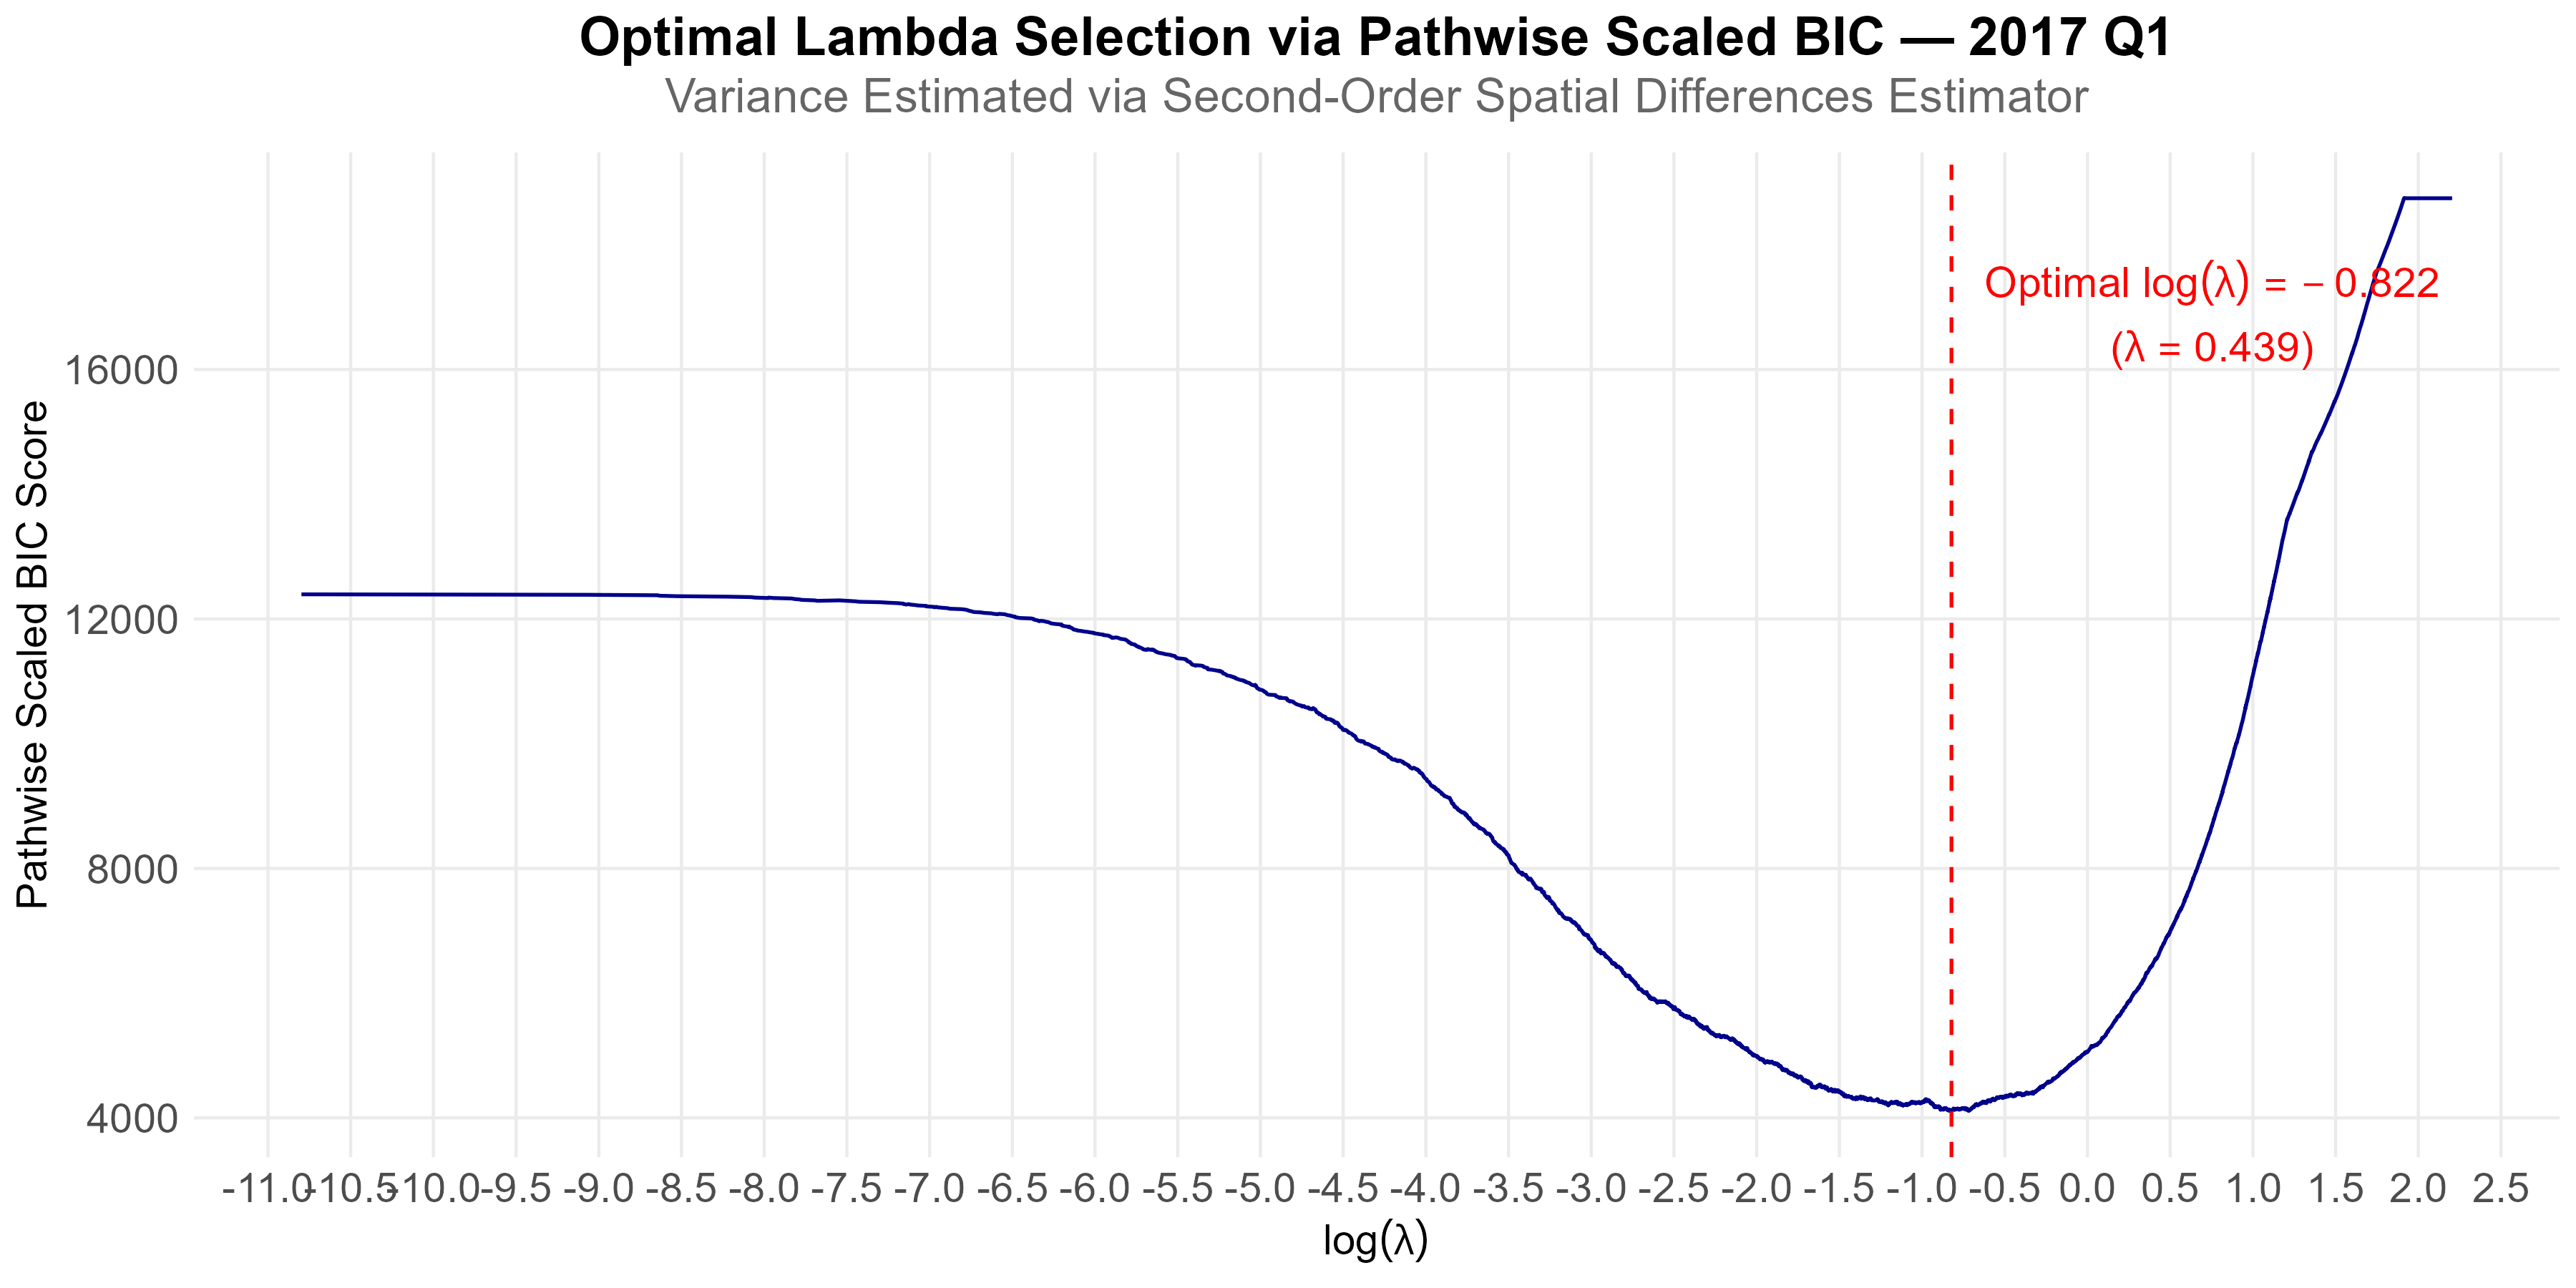 Optimal Lambda Selection via Pathwise Scaled BIC — 2017 Q1
Variance Estimated via Second-Order Spatial Differences Estimator
Optimal log(λ) = − 0.822
(λ = 0.439)
Pathwise Scaled BIC Score
16000
12000
8000
4000
-11.0 -10.5 -10.0 -9.5 -9.0 -8.5 -8.0 -7.5 -7.0 -6.5 -6.0 -5.5 -5.0 -4.5 -4.0 -3.5 -3.0 -2.5 -2.0 -1.5 -1.0 -0.5 0.0 0.5 1.0 1.5 2.0 2.5
log(λ)